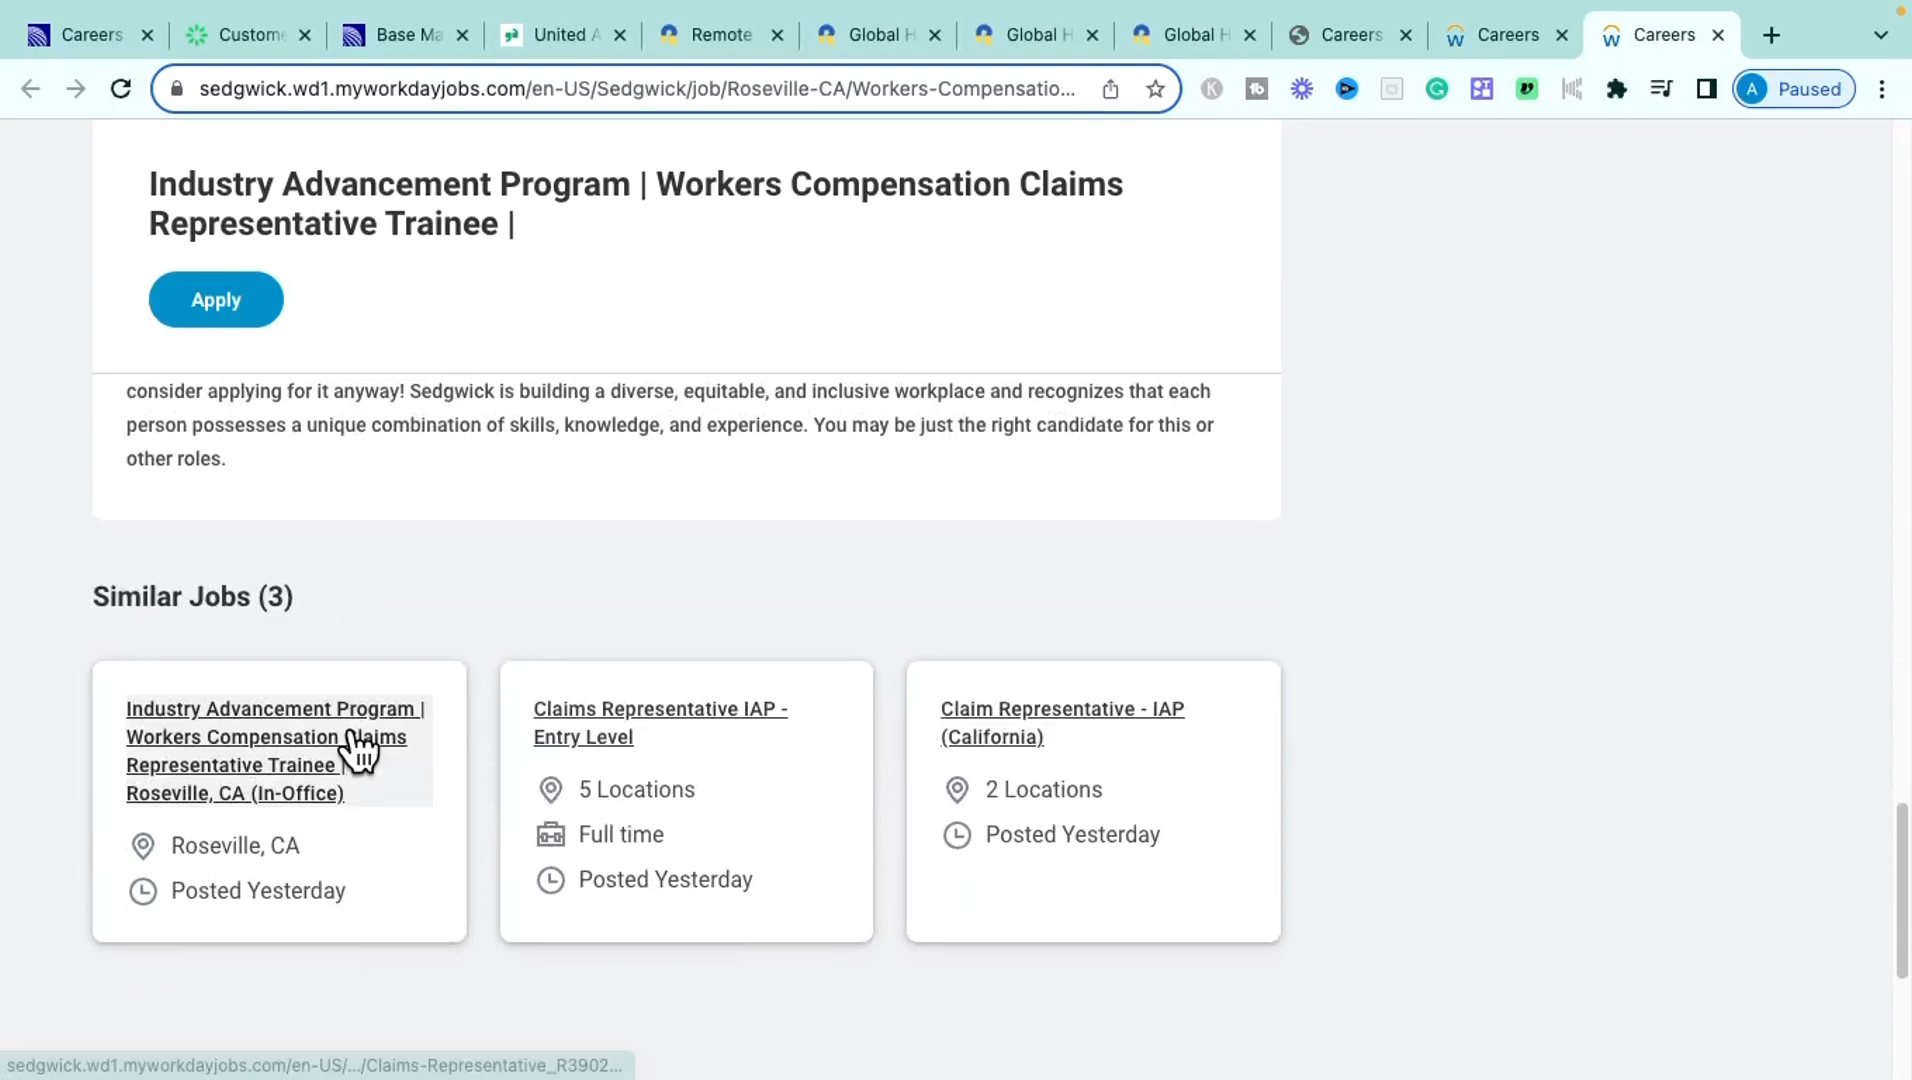 Careers
Custome
Base Ma
United A
Remote
Global H
Global H
Global H
Careers
Careers
Careers
sedgwick.wd1.myworkdayjobs.com/en-US/Sedgwick/job/Roseville-CA/Workers-Compensatio...
A Paused
Industry Advancement Program | Workers Compensation Claims
Representative Trainee |
Apply
consider applying for it anyway! Sedgwick is building a diverse, equitable, and inclusive workplace and recognizes that each
person possesses a unique combination of skills, knowledge, and experience. You may be just the right candidate for this or
other roles.
Similar Jobs (3)
Industry Advancement Program |
Workers Compensation Claims
Representative Trainee |
Roseville, CA (In-Office)
Roseville, CA
Posted Yesterday
Claims Representative IAP -
Entry Level
5 Locations
Full time
Posted Yesterday
Claim Representative - IAP
(California)
2 Locations
Posted Yesterday
sedgwick.wd1.myworkdayjobs.com/en-US/.../Claims-Representative_R3902...